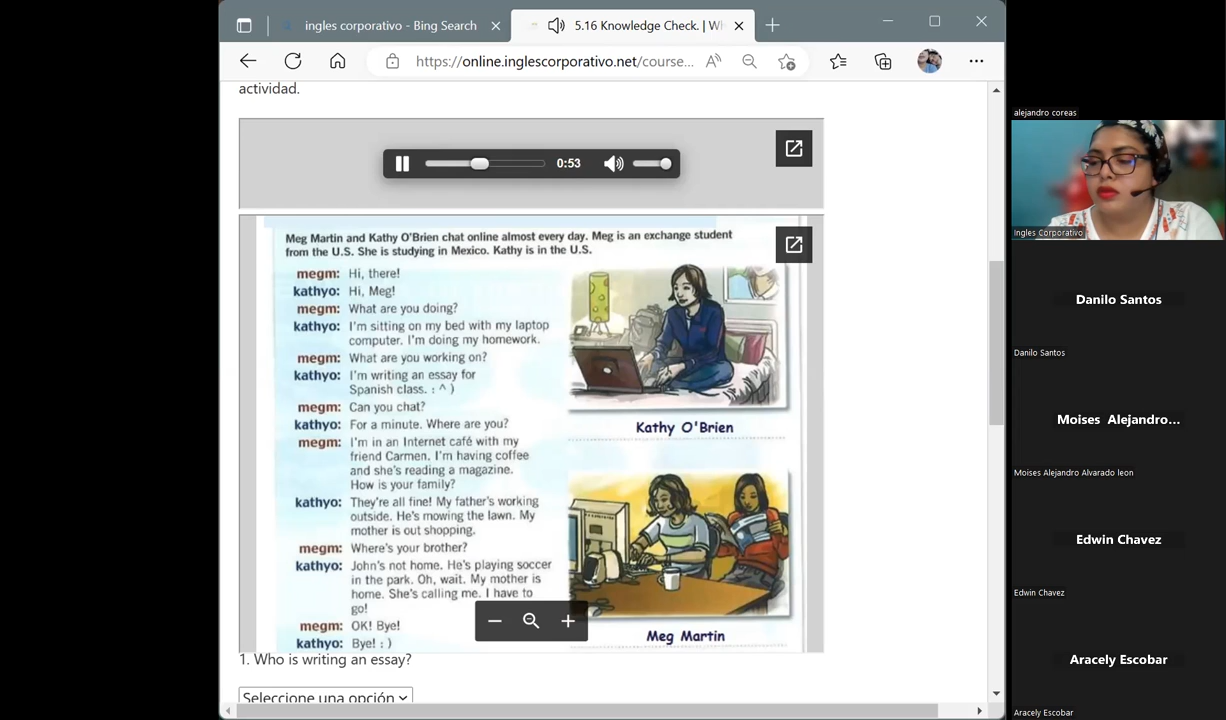 ingles corporativo - Bing Search
5.16 Knowledge Check. | W
https://online.inglescorporativo.net/course...
actividad.
0:53
Meg Martin and Kathy O'Brien chat online almost every day. Meg is an exchange student
from the U.S. She is studying in Mexico. Kathy is in the U.S.
megm: Hi, there!
kathyo: Hi, Meg!
megm: What are you doing?
kathyo: I'm sitting on my bed with my laptop
computer. I'm doing my homework.
megm: What are you working on?
kathyo: I'm writing an essay for
Spanish class. : ^ )
megm: Can you chat?
kathyo: For a minute. Where are you?
megm: I'm in an Internet café with my
friend Carmen. I'm having coffee
and she's reading a magazine.
How is your family?
kathyo: They're all fine! My father's working
outside. He's mowing the lawn. My
mother is out shopping.
megm: Where's your brother?
kathyo: John's not home. He's playing soccer
in the park. Oh, wait. My mother is
home. She's calling me. I have to
go!
megm: OK! Bye!
kathyo: Bye! : )
Kathy O'Brien
Meg Martin
1. Who is writing an essay?
Seleccione una opción
alejandro coreas
Ingles Corporativo
Danilo Santos
Danilo Santos
Moises Alejandro...
Moises Alejandro Alvarado leon
Edwin Chavez
Edwin Chavez
Aracely Escobar
Aracely Escobar